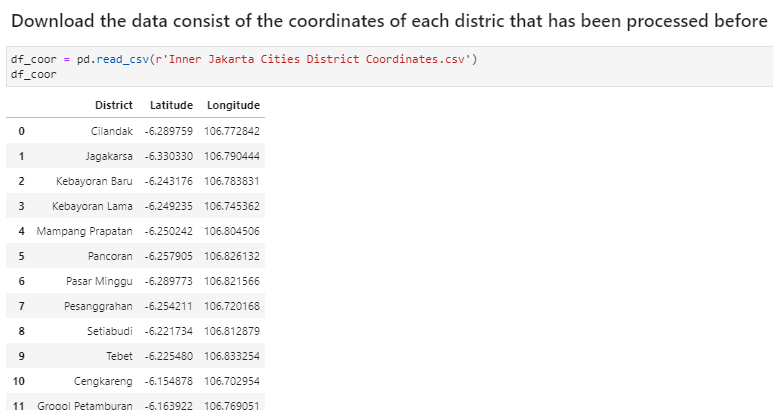 Download the data consist of the coordinates of each distric that has been processed before
df_coor = pd.read_csv(r'Inner Jakarta Cities District Coordinates.csv')
df_coor
District Latitude Longitude
0 Cilandak -6.289759 106.772842
1 Jagakarsa -6.330330 106.790444
2 Kebayoran Baru -6.243176 106.783831
3 Kebayoran Lama -6.249235 106.745362
4 Mampang Prapatan -6.250242 106.804506
5 Pancoran -6.257905 106.826132
6 Pasar Minggu -6.289773 106.821566
7 Pesanggrahan -6.254211 106.720168
8 Setiabudi -6.221734 106.812879
9 Tebet -6.225480 106.833254
10 Cengkareng -6.154878 106.702954
11 Grogol Petamburan -6.163922 106.769051